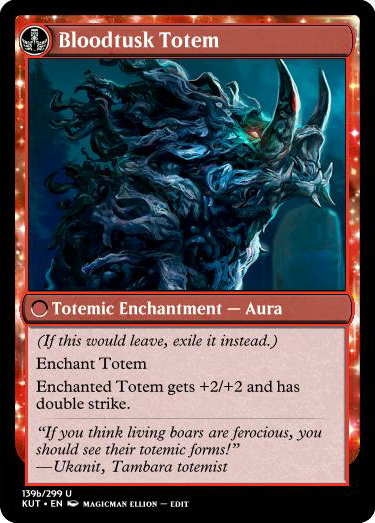 Bloodtusk Totem
Totemic Enchantment — Aura
(If this would leave, exile it instead.)
Enchant Totem
Enchanted Totem gets +2/+2 and has
double strike.
“If you think living boars are ferocious, you
should see their totemic forms!”
—Ukanit, Tambara totemist
139b/299 U
KUT • EN MAGICMAN ELLION — EDIT